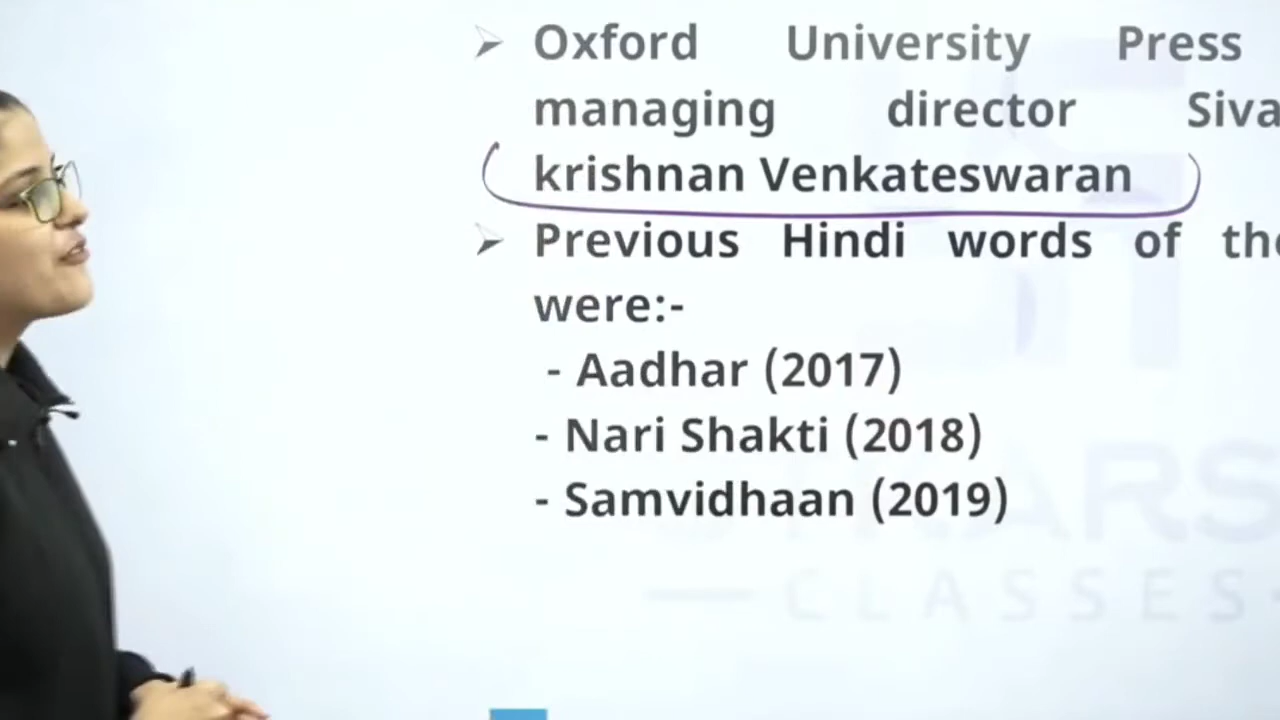 ➢ Oxford University Press
managing director Siva
krishnan Venkateswaran
➢ Previous Hindi words of the
were:-
- Aadhar (2017)
- Nari Shakti (2018)
- Samvidhaan (2019)
CLASSES